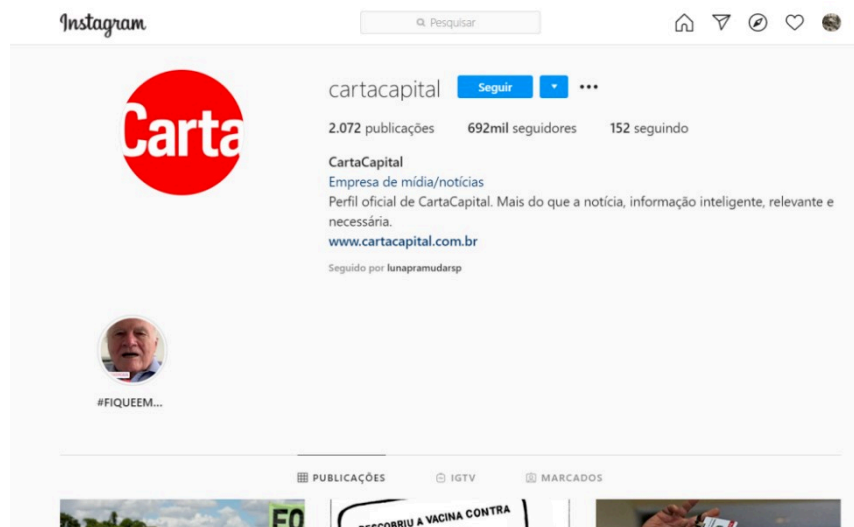 Instagram
Pesquisar
Carta
cartacapital Seguir
2.072 publicações 692mil seguidores 152 seguindo
CartaCapital
Empresa de mídia/notícias
Perfil oficial de CartaCapital. Mais do que a notícia, informação inteligente, relevante e
necessária.
www.cartacapital.com.br
Seguido por lunapramudarsp
#FIQUEEM...
PUBLICAÇÕES IGTV MARCADOS
A VACINA CONTRA